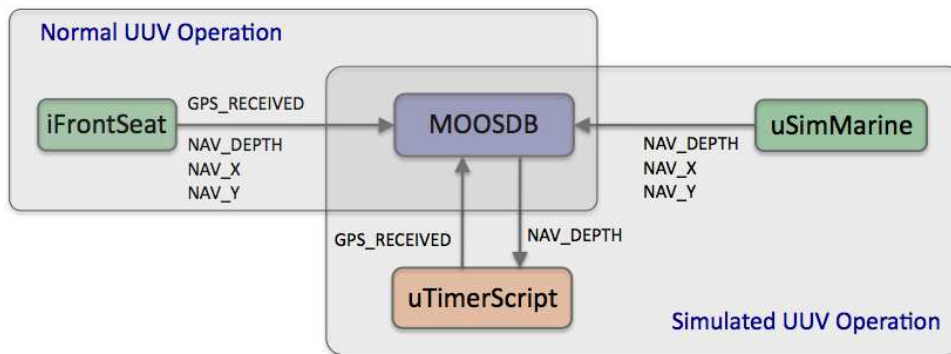 Normal UUV Operation
iFrontSeat
GPS_RECEIVED
NAV_DEPTH
NAV_X
NAV_Y
MOOSDB
uSimMarine
NAV_DEPTH
NAV_X
NAV_Y
GPS_RECEIVED
NAV_DEPTH
uTimerScript
Simulated UUV Operation